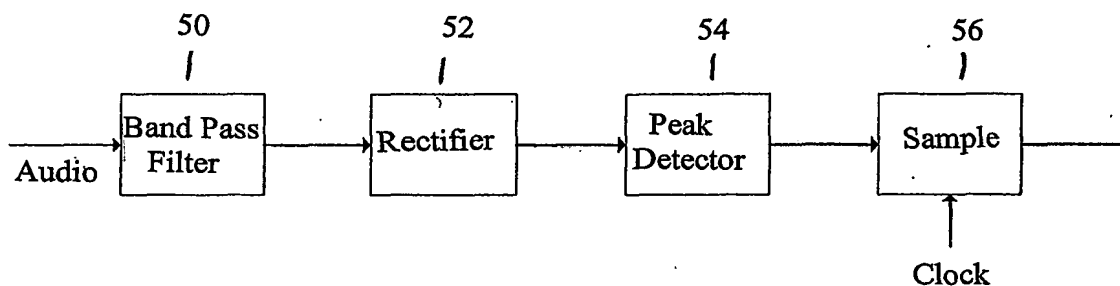 50
52
54
56
Band Pass
Filter
Rectifier
Peak
Detector
Sample
Audio
Clock